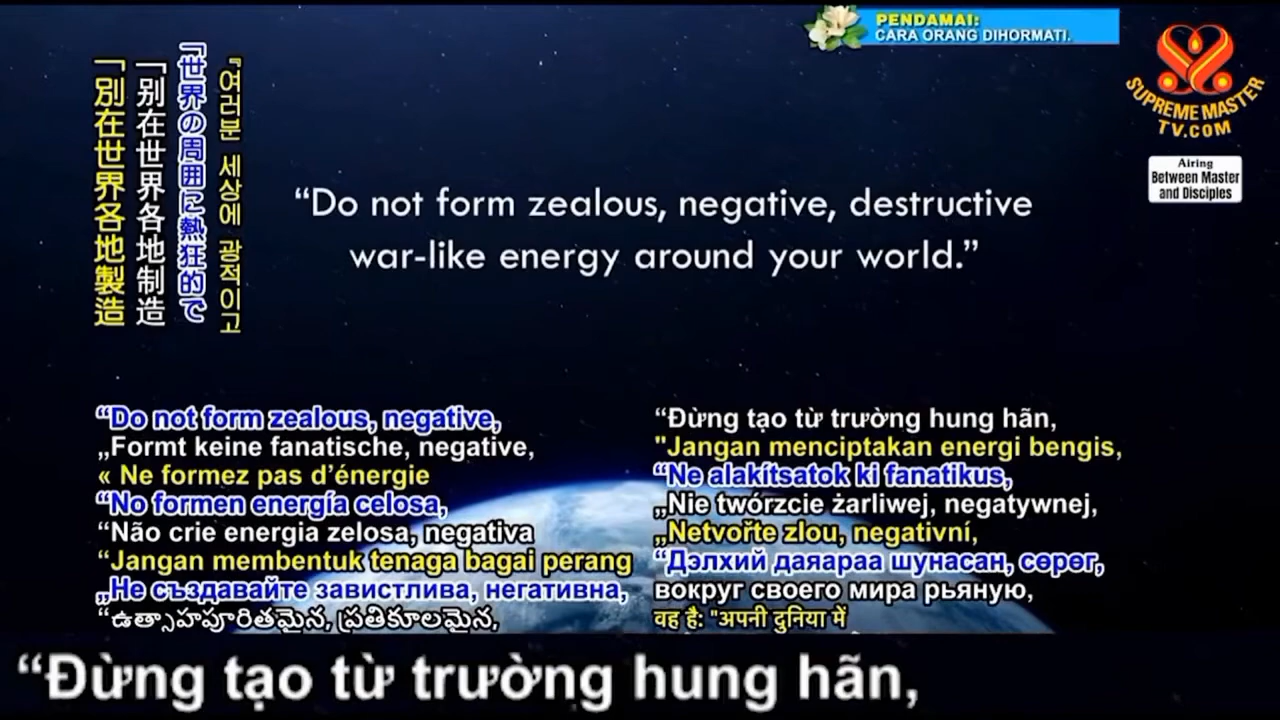 PENDAMAI:
CARA ORANG DIHORMATI.
SUPREME MASTER
TV.COM
Airing
Between Master
and Disciples
『여러분 세상에 광적이고
「世界の周囲に熱狂的で
「别在世界各地制造
「別在世界各地製造
“Do not form zealous, negative, destructive
war-like energy around your world.”
“Do not form zealous, negative,
„Formt keine fanatische, negative,
« Ne formez pas d’énergie
“No formen energía celosa,
“Não crie energia zelosa, negativa
“Jangan membentuk tenaga bagai perang
„Не създавайте завистлива, негативна,
“ఉత్సాహపూరితమైన, ప్రతికూలమైన,
“Đừng tạo từ trường hung hãn,
"Jangan menciptakan energi bengis,
“Ne alakítsatok ki fanatikus,
„Nie twórzcie żarliwej, negatywnej,
„Netvořte zlou, negativní,
“Дэлхий даяараа шунасан, сөрөг,
вокруг своего мира рьяную,
वह है: "अपनी दुनिया में
“Đừng tạo từ trường hung hãn,